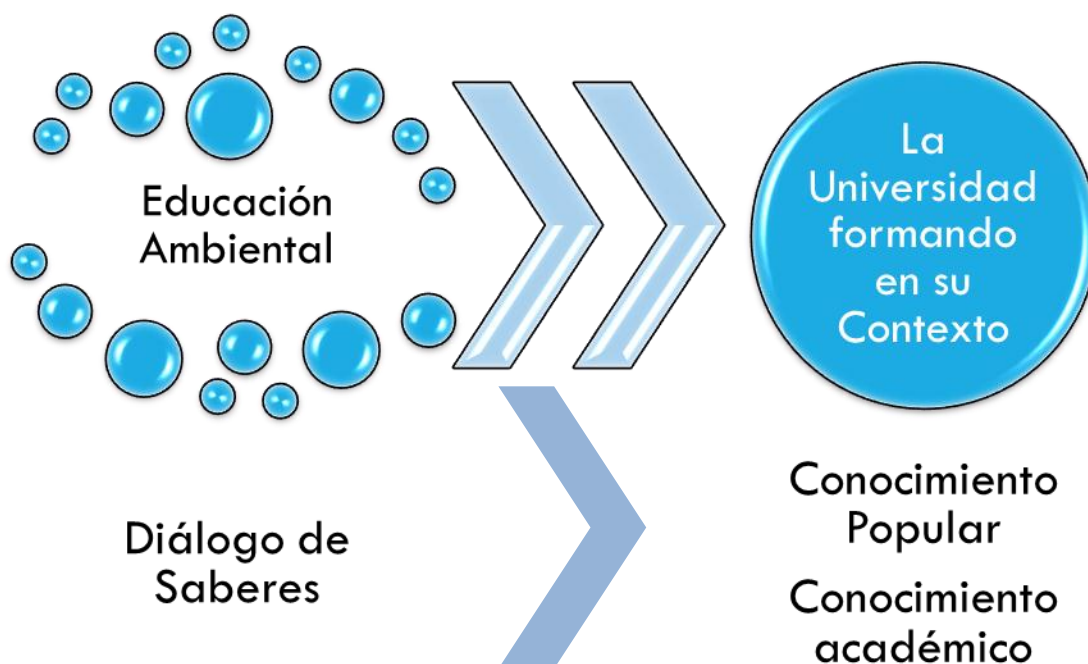 Educación
Ambiental
La
Universidad
formando
en su
Contexto
Diálogo de
Saberes
Conocimiento
Popular
Conocimiento
académico